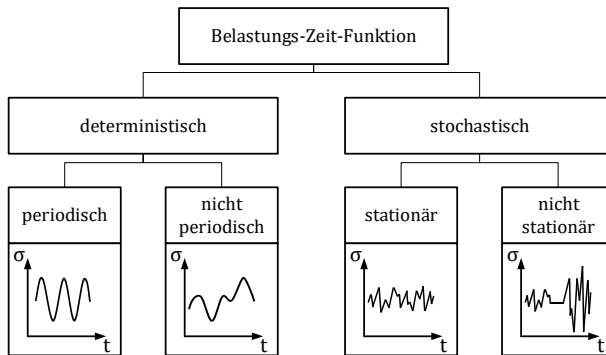 Belastungs-Zeit-Funktion
deterministisch
stochastisch
periodisch
nicht
periodisch
stationär
nicht
stationär
σ
t
σ
t
σ
t
σ
t